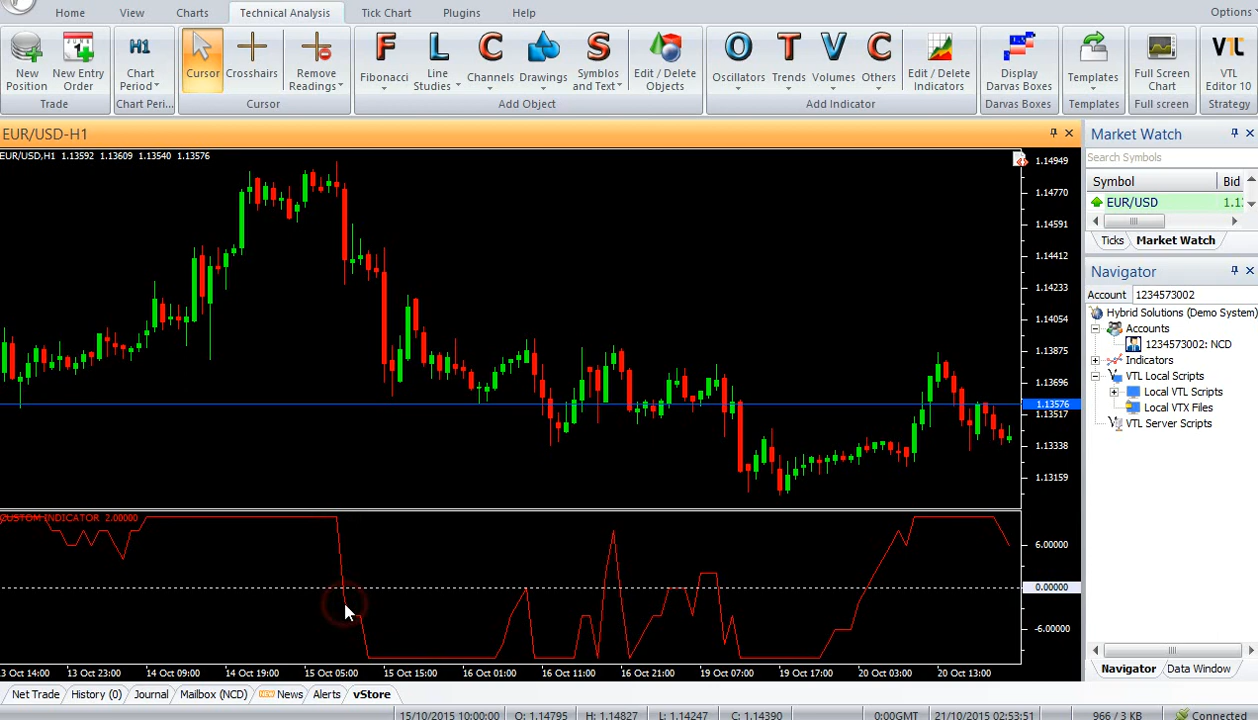 Home View Charts Technical Analysis Tick Chart Plugins Help Options
New Position
New Entry Order
Trade
H1
Chart Period
Chart Peri...
Cursor
Crosshairs
Remove Readings
Cursor
F
Fibonacci
L
Line Studies
C
Channels
Drawings
S
Symblos and Text
Edit / Delete Objects
Add Object
O
Oscillators
T
Trends
V
Volumes
C
Others
Edit / Delete Indicators
Add Indicator
Display Darvas Boxes
Darvas Boxes
Templates
Templates
Full Screen Chart
Full screen
VTL
VTL Editor 10
Strategy
EUR/USD-H1
EUR/USD,H1 1.13592 1.13609 1.13540 1.13576
1.14949
1.14770
1.14591
1.14412
1.14233
1.14054
1.13875
1.13696
1.13576
1.13517
1.13338
1.13159
CUSTOM INDICATOR 2.00000
6.00000
0.00000
-6.00000
13 Oct 14:00 13 Oct 23:00 14 Oct 09:00 14 Oct 19:00 15 Oct 05:00 15 Oct 15:00 16 Oct 01:00 16 Oct 11:00 16 Oct 21:00 19 Oct 07:00 19 Oct 17:00 20 Oct 03:00 20 Oct 13:00
Market Watch
Search Symbols
Symbol Bid
EUR/USD 1.1
Ticks Market Watch
Navigator
Account 1234573002
Hybrid Solutions (Demo System)
Accounts
1234573002: NCD
Indicators
VTL Local Scripts
Local VTL Scripts
Local VTX Files
VTL Server Scripts
Navigator Data Window
Net Trade History (0) Journal Mailbox (NCD) NEW News Alerts vStore
15/10/2015 10:00:00 O: 1.14795 H: 1.14827 L: 1.14247 C: 1.14390 0:00GMT 21/10/2015 02:53:51 966 / 3 KB Connected